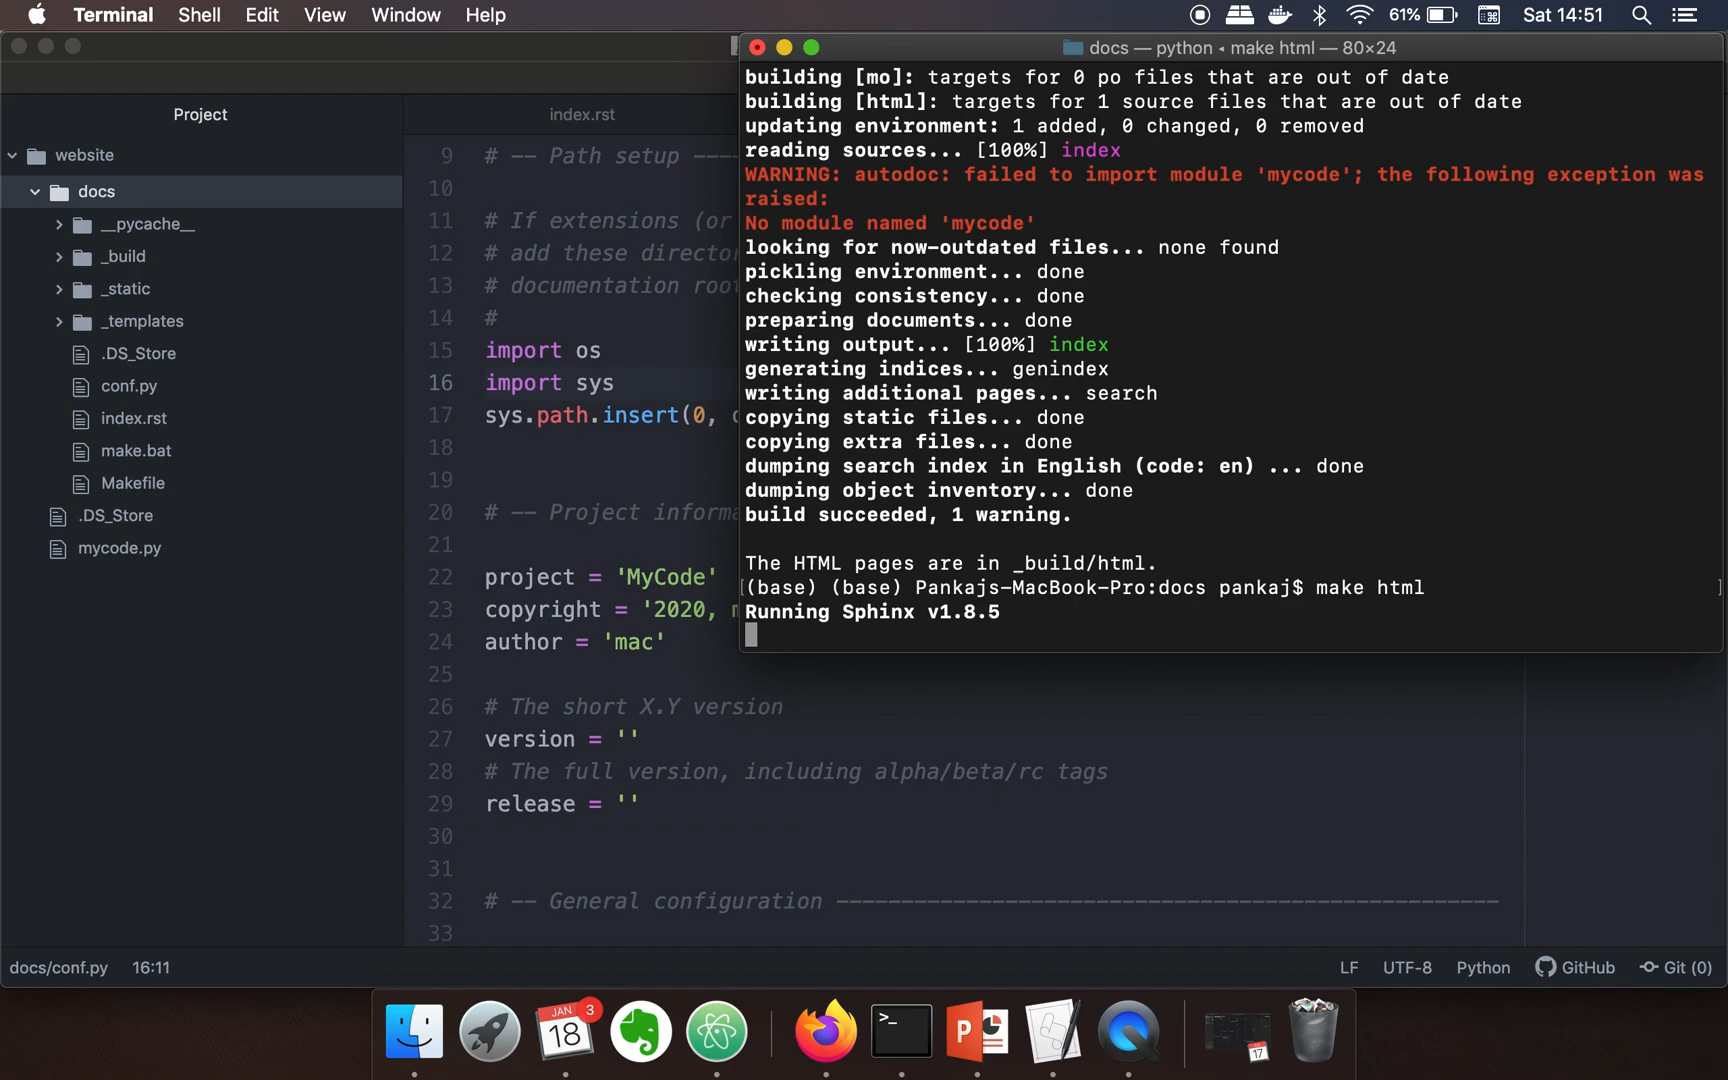 Terminal Shell Edit View Window Help
61% Sat 14:51
docs — python ◂ make html — 80×24
Project
website
docs
__pycache__
_build
_static
_templates
.DS_Store
conf.py
index.rst
make.bat
Makefile
.DS_Store
mycode.py
index.rst
9 # -- Path setup ----
10
11 # If extensions (or
12 # add these director
13 # documentation root
14 #
15 import os
16 import sys
17 sys.path.insert(0,
18
19
20 # -- Project informa
21
22 project = 'MyCode'
23 copyright = '2020, m
24 author = 'mac'
25
26 # The short X.Y version
27 version = ''
28 # The full version, including alpha/beta/rc tags
29 release = ''
30
31
32 # -- General configuration ---------------------------------------------------
33
building [mo]: targets for 0 po files that are out of date
building [html]: targets for 1 source files that are out of date
updating environment: 1 added, 0 changed, 0 removed
reading sources... [100%] index
WARNING: autodoc: failed to import module 'mycode'; the following exception was
raised:
No module named 'mycode'
looking for now-outdated files... none found
pickling environment... done
checking consistency... done
preparing documents... done
writing output... [100%] index
generating indices... genindex
writing additional pages... search
copying static files... done
copying extra files... done
dumping search index in English (code: en) ... done
dumping object inventory... done
build succeeded, 1 warning.
The HTML pages are in _build/html.
[(base) (base) Pankajs-MacBook-Pro:docs pankaj$ make html ]
Running Sphinx v1.8.5
docs/conf.py 16:11
LF UTF-8 Python GitHub Git (0)
JAN
18
3
>_
P
17